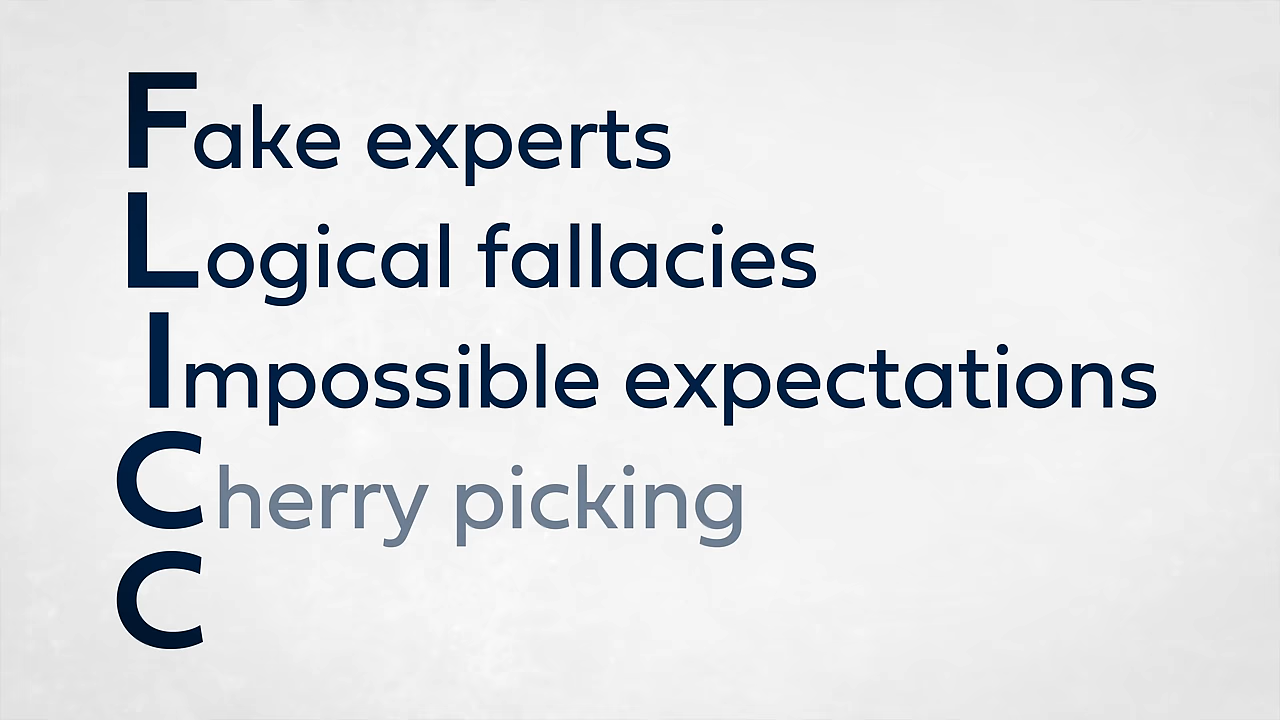 Fake experts
Logical fallacies
Impossible expectations
Cherry picking
C